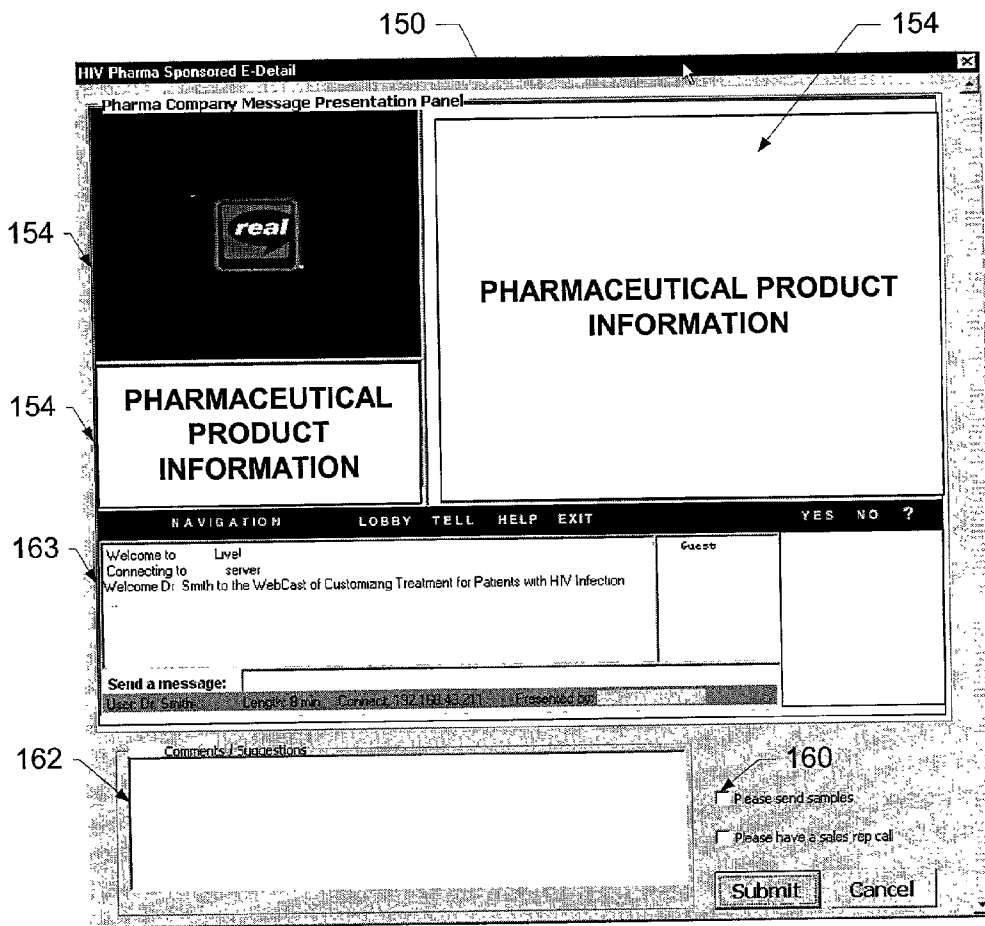 150
154
HIV Pharma Sponsored E-Detail
Pharma Company Message Presentation Panel
real
154
PHARMACEUTICAL PRODUCT
INFORMATION
154
PHARMACEUTICAL
PRODUCT
INFORMATION
NAVIGATION LOBBY TELL HELP EXIT YES NO ?
163
Welcome to Live!
Connecting to server
Welcome Dr. Smith to the WebCast of Customizing Treatment for Patients with HIV Infection
..
Guest
Send a message:
User: Dr. Smith Length: 8 min Connect: 192.168.43.211 Presented by:
162
Comments / Suggestions
160
Please send samples
Please have a sales rep call
Submit Cancel